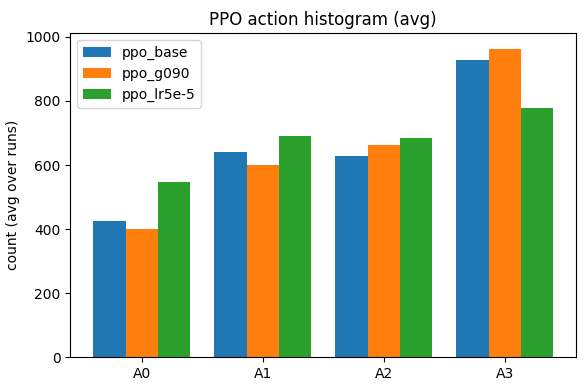 PPO action histogram (avg)
ppo_base
ppo_g090
ppo_lr5e-5
count (avg over runs)
1000
800
600
400
200
0
A0 A1 A2 A3